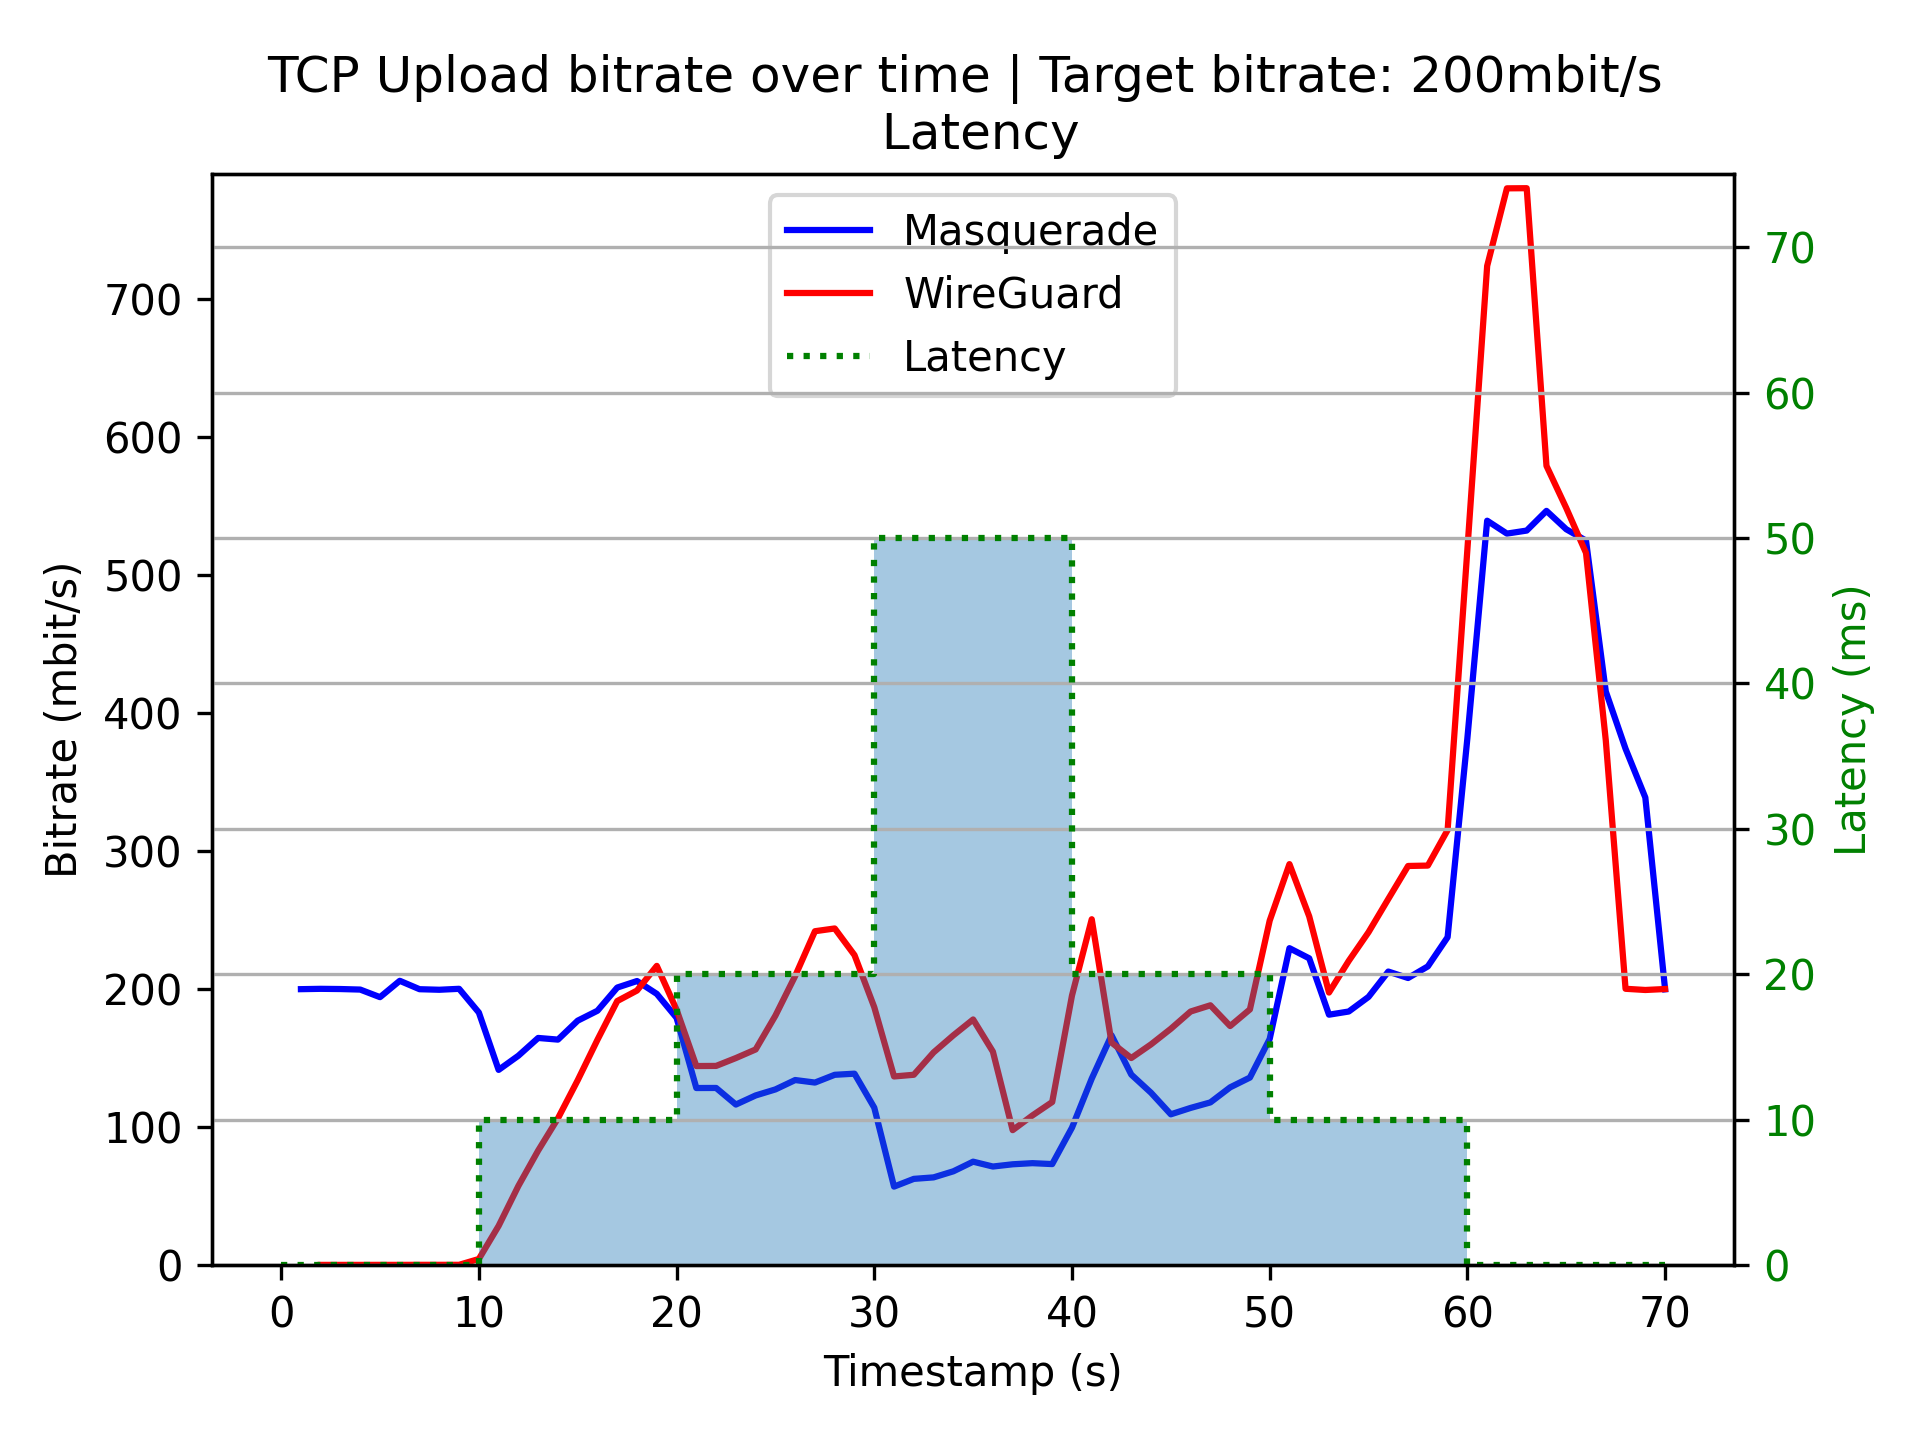 TCP Upload bitrate over time | Target bitrate: 200mbit/s
Latency
Masquerade
WireGuard
Latency
Bitrate (mbit/s)
700
600
500
400
300
200
100
0
70
60
50
40
30
20
10
0
Latency (ms)
0 10 20 30 40 50 60 70
Timestamp (s)